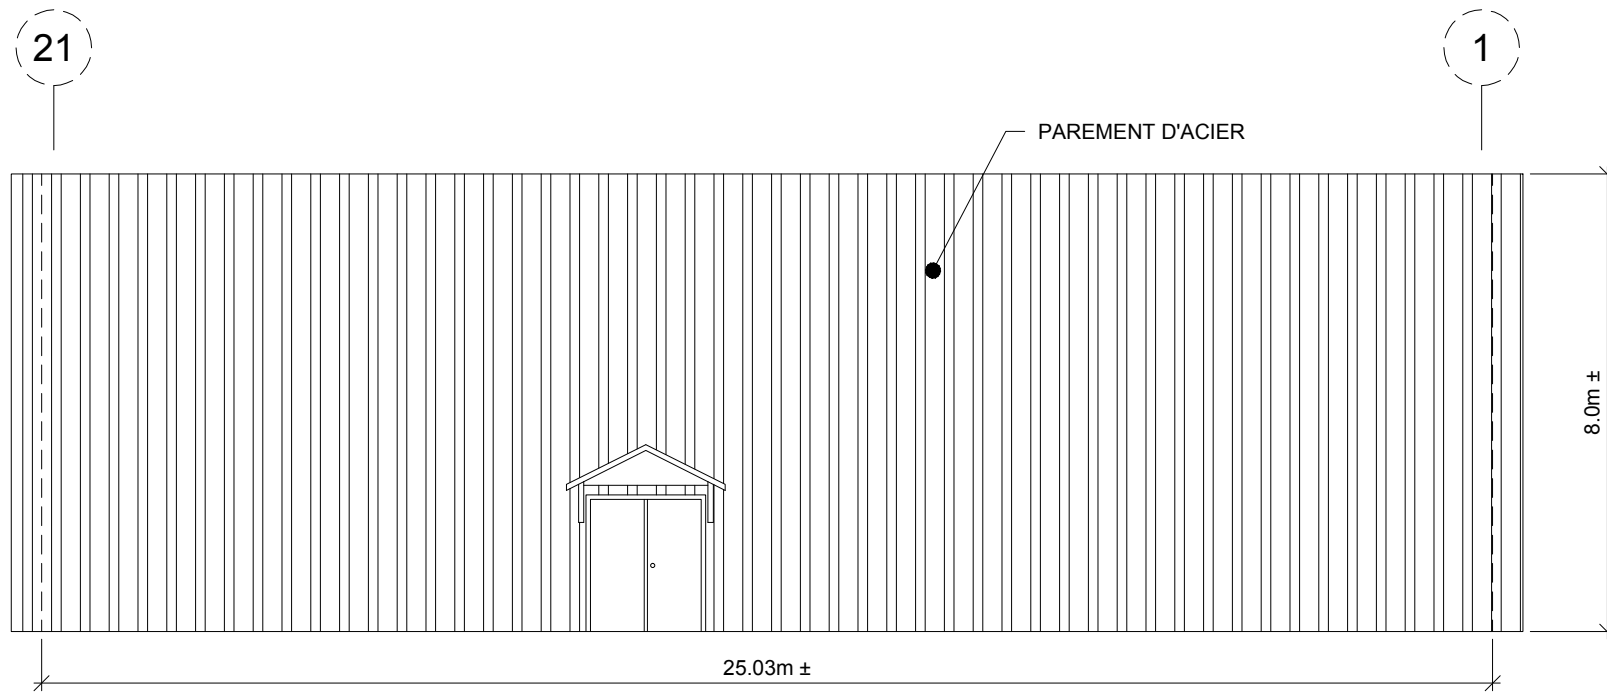 21
1
PAREMENT D'ACIER
8.0m ±
25.03m ±